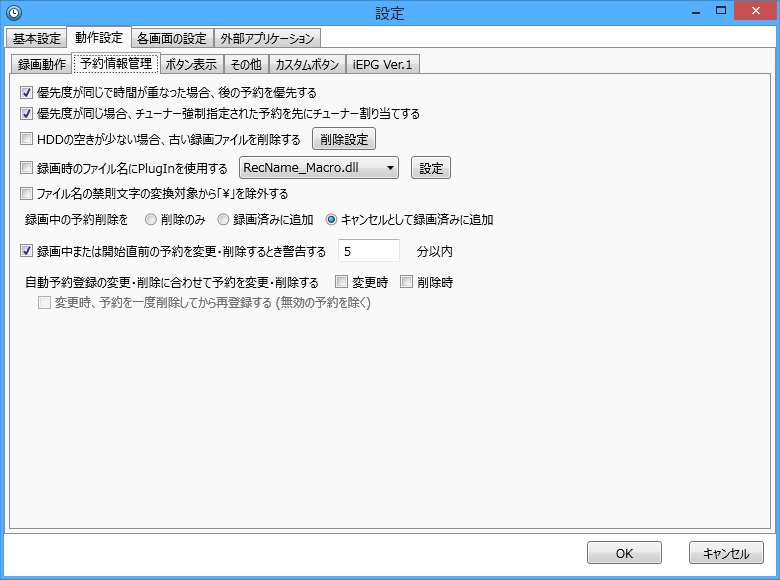 設定
基本設定 動作設定 各画面の設定 外部アプリケーション
録画動作 予約情報管理 ボタン表示 その他 カスタムボタン iEPG Ver.1
優先度が同じで時間が重なった場合、後の予約を優先する
優先度が同じ場合、チューナー強制指定された予約を先にチューナー割り当てする
HDDの空きが少ない場合、古い録画ファイルを削除する 削除設定
録画時のファイル名にPlugInを使用する RecName_Macro.dll 設定
ファイル名の禁則文字の変換対象から「¥」を除外する
録画中の予約削除を 削除のみ 録画済みに追加 キャンセルとして録画済みに追加
録画中または開始直前の予約を変更・削除するとき警告する 5 分以内
自動予約登録の変更・削除に合わせて予約を変更・削除する 変更時 削除時
変更時、予約を一度削除してから再登録する (無効の予約を除く)
OK キャンセル